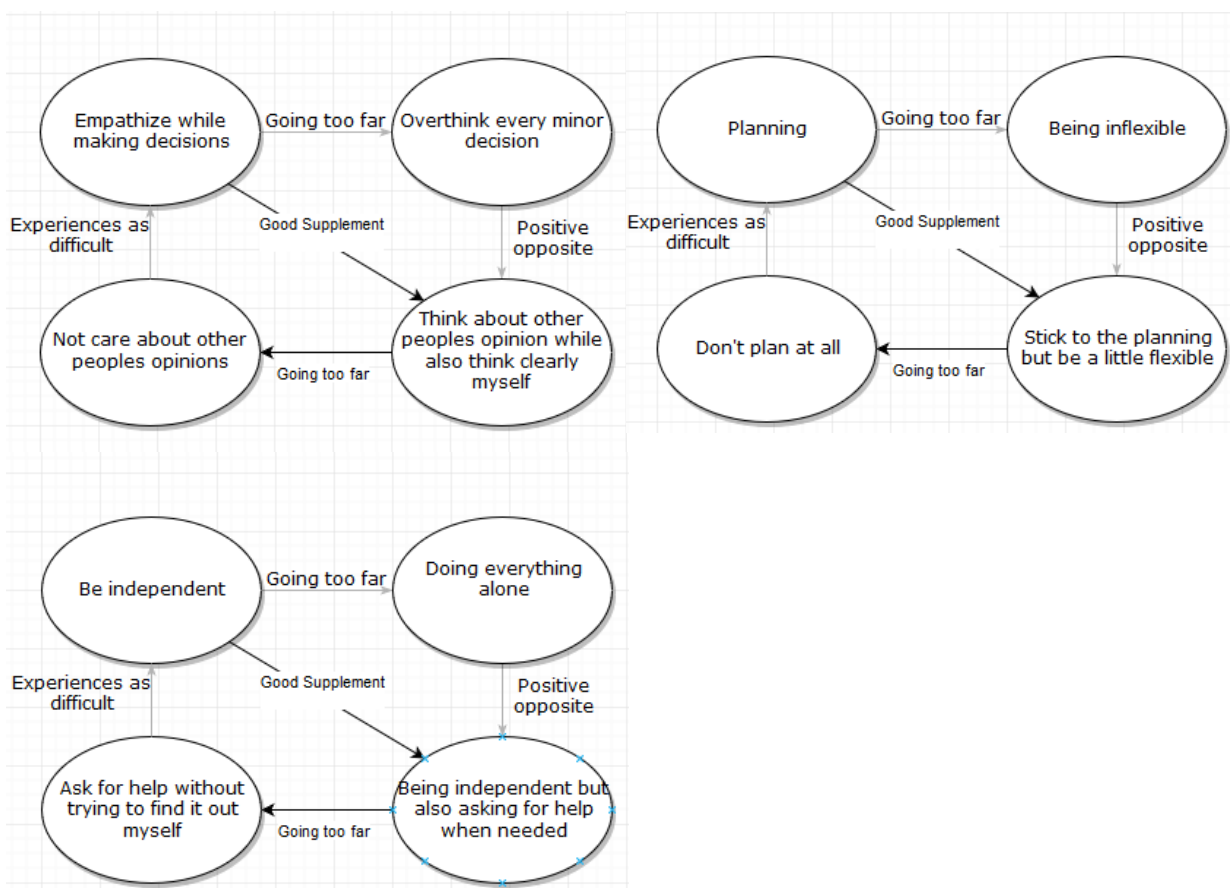 Empathize while
making decisions
Going too far
Overthink every minor
decision
Experiences as
difficult
Good Supplement
Positive
opposite
Not care about other
peoples opinions
Going too far
Think about other
peoples opinion while
also think clearly
myself
Planning
Going too far
Being inflexible
Experiences as
difficult
Good Supplement
Positive
opposite
Don't plan at all
Going too far
Stick to the planning
but be a little flexible
Be independent
Going too far
Doing everything
alone
Experiences as
difficult
Good Supplement
Positive
opposite
Ask for help without
trying to find it out
myself
Going too far
Being independent but
also asking for help
when needed